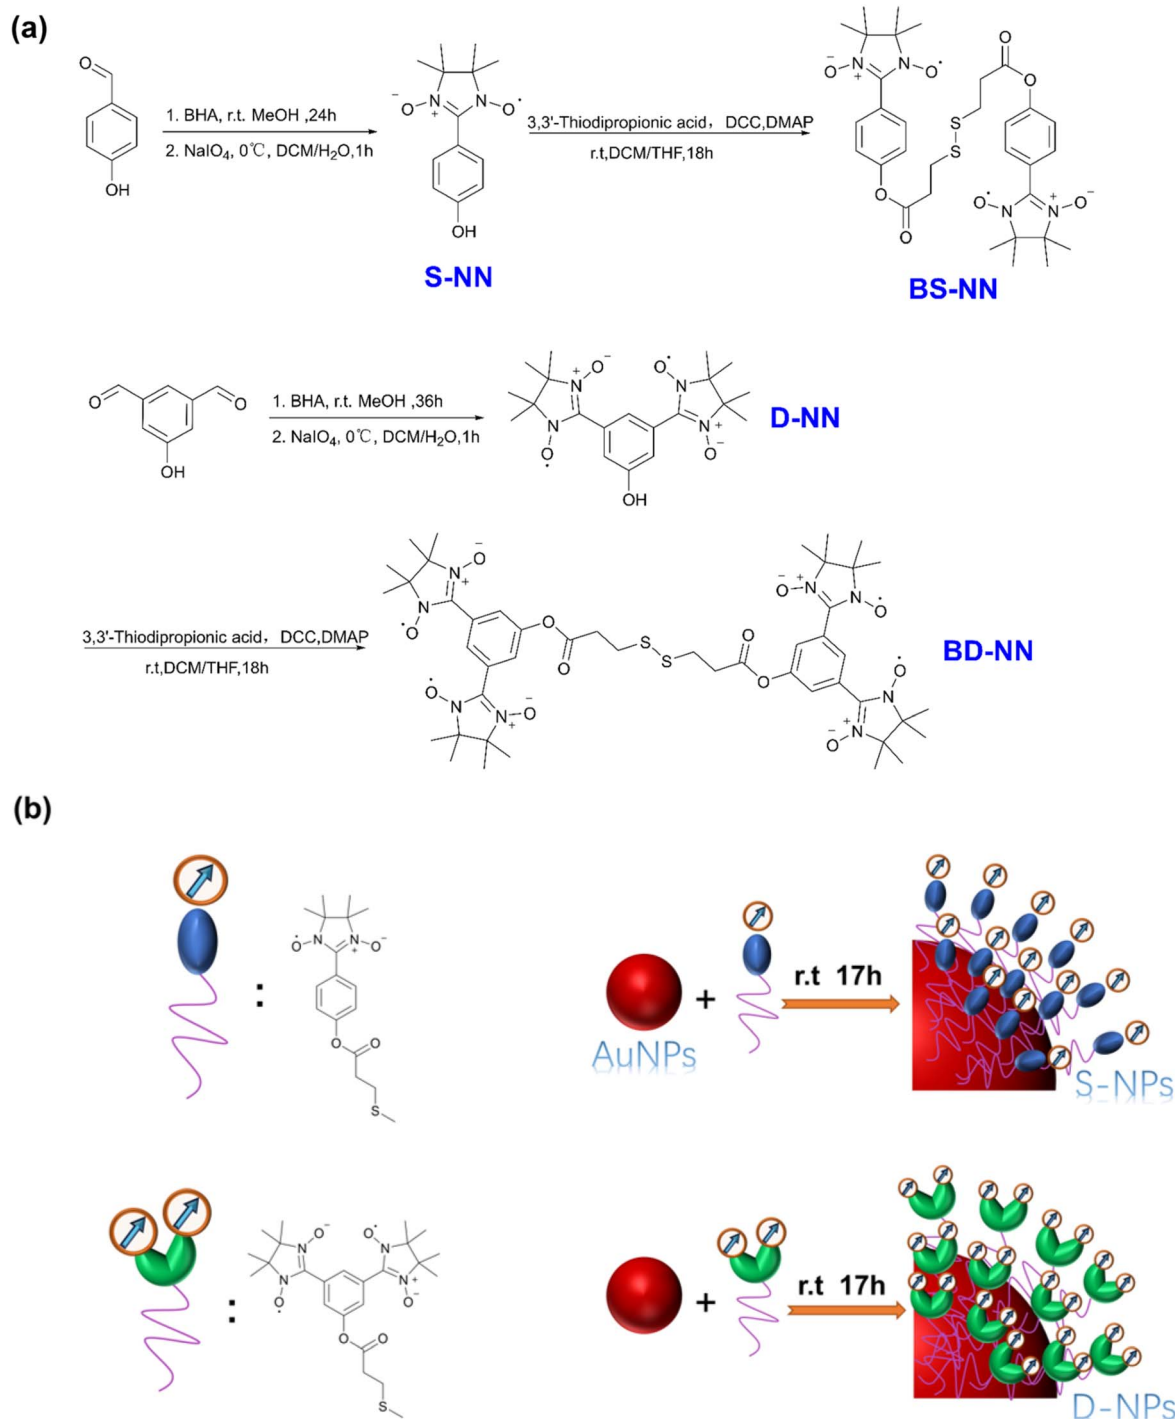 (a)
1. BHA, r.t. MeOH ,24h
2. NaIO₄, 0℃, DCM/H₂O,1h
S-NN
3,3'-Thiodipropionic acid，DCC,DMAP
r.t,DCM/THF,18h
BS-NN
1. BHA, r.t. MeOH ,36h
2. NaIO₄, 0℃, DCM/H₂O,1h
D-NN
3,3'-Thiodipropionic acid，DCC,DMAP
r.t,DCM/THF,18h
BD-NN
(b)
:
AuNPs
+
r.t 17h
S-NPs
:
+
r.t 17h
D-NPs